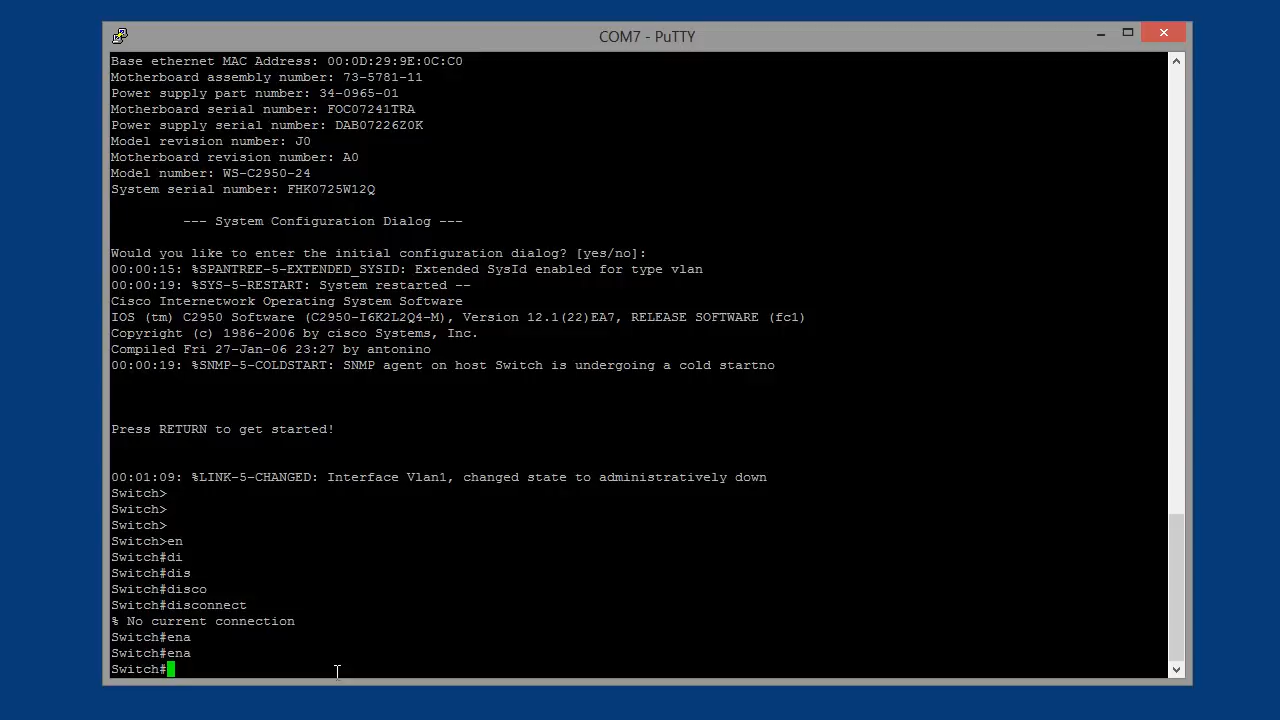 COM7 - PuTTY
Base ethernet MAC Address: 00:0D:29:9E:0C:C0
Motherboard assembly number: 73-5781-11
Power supply part number: 34-0965-01
Motherboard serial number: FOC07241TRA
Power supply serial number: DAB07226Z0K
Model revision number: J0
Motherboard revision number: A0
Model number: WS-C2950-24
System serial number: FHK0725W12Q
--- System Configuration Dialog ---
Would you like to enter the initial configuration dialog? [yes/no]:
00:00:15: %SPANTREE-5-EXTENDED_SYSID: Extended SysId enabled for type vlan
00:00:19: %SYS-5-RESTART: System restarted --
Cisco Internetwork Operating System Software
IOS (tm) C2950 Software (C2950-I6K2L2Q4-M), Version 12.1(22)EA7, RELEASE SOFTWARE (fc1)
Copyright (c) 1986-2006 by cisco Systems, Inc.
Compiled Fri 27-Jan-06 23:27 by antonino
00:00:19: %SNMP-5-COLDSTART: SNMP agent on host Switch is undergoing a cold startno
Press RETURN to get started!
00:01:09: %LINK-5-CHANGED: Interface Vlan1, changed state to administratively down
Switch>
Switch>
Switch>
Switch>en
Switch#di
Switch#dis
Switch#disco
Switch#disconnect
% No current connection
Switch#ena
Switch#ena
Switch#